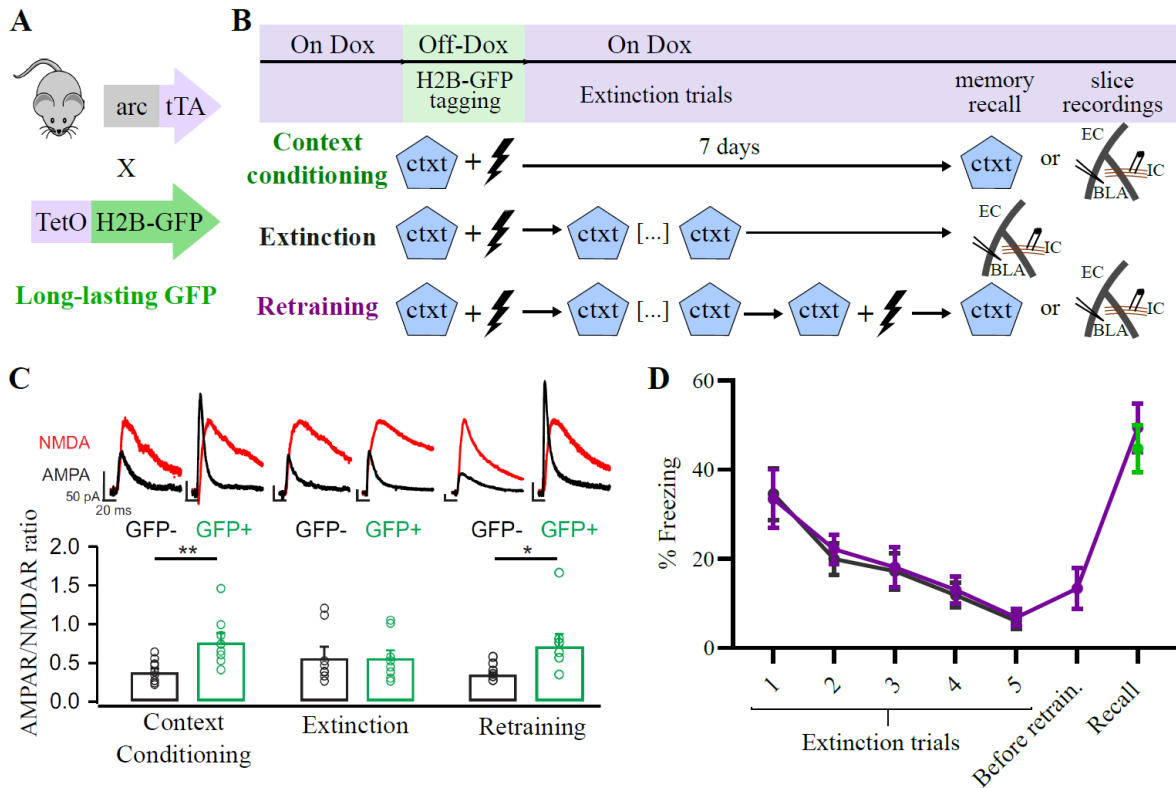 A
arc tTA
X
TetO H2B-GFP
Long-lasting GFP
B
On Dox Off-Dox On Dox
H2B-GFP
tagging
Extinction trials
memory
recall
slice
recordings
Context
conditioning
ctxt + 7 days ctxt or EC IC BLA
Extinction ctxt + ctxt [...] ctxt EC IC BLA
Retraining ctxt + ctxt [...] ctxt ctxt + ctxt or EC IC BLA
C
NMDA
AMPA
50 pA
20 ms
GFP- GFP+ GFP- GFP+ GFP- GFP+
** *
AMPAR/NMDAR ratio
2.0
1.5
1.0
0.5
0.0
Context
Conditioning
Extinction
Retraining
D
% Freezing
60
40
20
0
1 2 3 4 5 Before retrain. Recall
Extinction trials